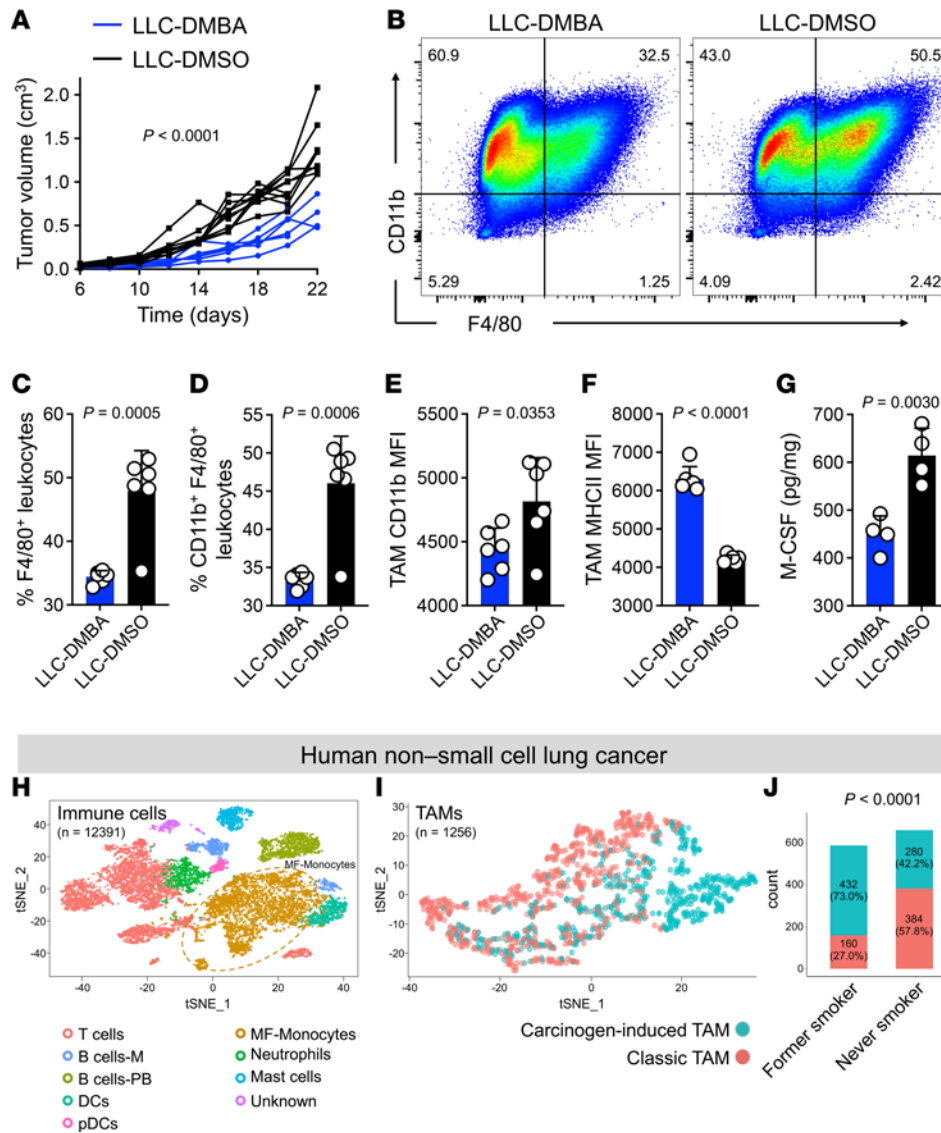 A
LLC-DMBA
LLC-DMSO
Tumor volume (cm3)
2.0
1.5
1.0
0.5
0.0
P < 0.0001
6 10 14 18 22
Time (days)
B
LLC-DMBA
LLC-DMSO
60.9 32.5
5.29 1.25
43.0 50.5
4.09 2.42
CD11b
F4/80
C
P = 0.0005
% F4/80+ leukocytes
60
50
40
30
LLC-DMBA
LLC-DMSO
D
P = 0.0006
% CD11b+ F4/80+
leukocytes
55
50
45
40
35
30
LLC-DMBA
LLC-DMSO
E
P = 0.0353
TAM CD11b MFI
5500
5000
4500
4000
LLC-DMBA
LLC-DMSO
F
P < 0.0001
TAM MHCII MFI
8000
7000
6000
5000
4000
3000
LLC-DMBA
LLC-DMSO
G
P = 0.0030
M-CSF (pg/mg)
700
600
500
400
300
LLC-DMBA
LLC-DMSO
Human non–small cell lung cancer
H
Immune cells
(n = 12391)
MF-Monocytes
tSNE_2
40
20
0
-20
-40
-40 -20 0 20 40
tSNE_1
T cells
B cells-M
B cells-PB
DCs
pDCs
MF-Monocytes
Neutrophils
Mast cells
Unknown
I
TAMs
(n = 1256)
tSNE_2
30
20
10
0
-10
-20
-40 -20 0 20
tSNE_1
Carcinogen-induced TAM
Classic TAM
J
P < 0.0001
count
600
400
200
0
432
(73.0%)
160
(27.0%)
280
(42.2%)
384
(57.8%)
Former smoker
Never smoker